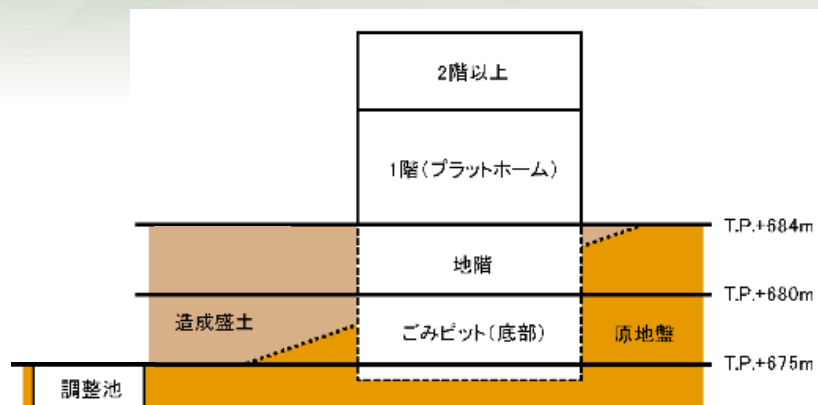 2階以上
1階(プラットホーム)
T.P.+684m
地階
T.P.+680m
造成盛土
ごみピット(底部)
原地盤
T.P.+675m
調整池